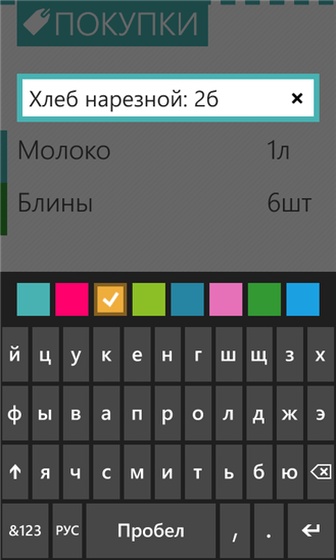 ПОКУПКИ
Хлеб нарезной: 2б
Молоко 1л
Блины 6шт
й ц у к е н г ш щ з х
ф ы в а п р о л д ж э
я ч с м и т ь б ю
&123 РУС Пробел , .